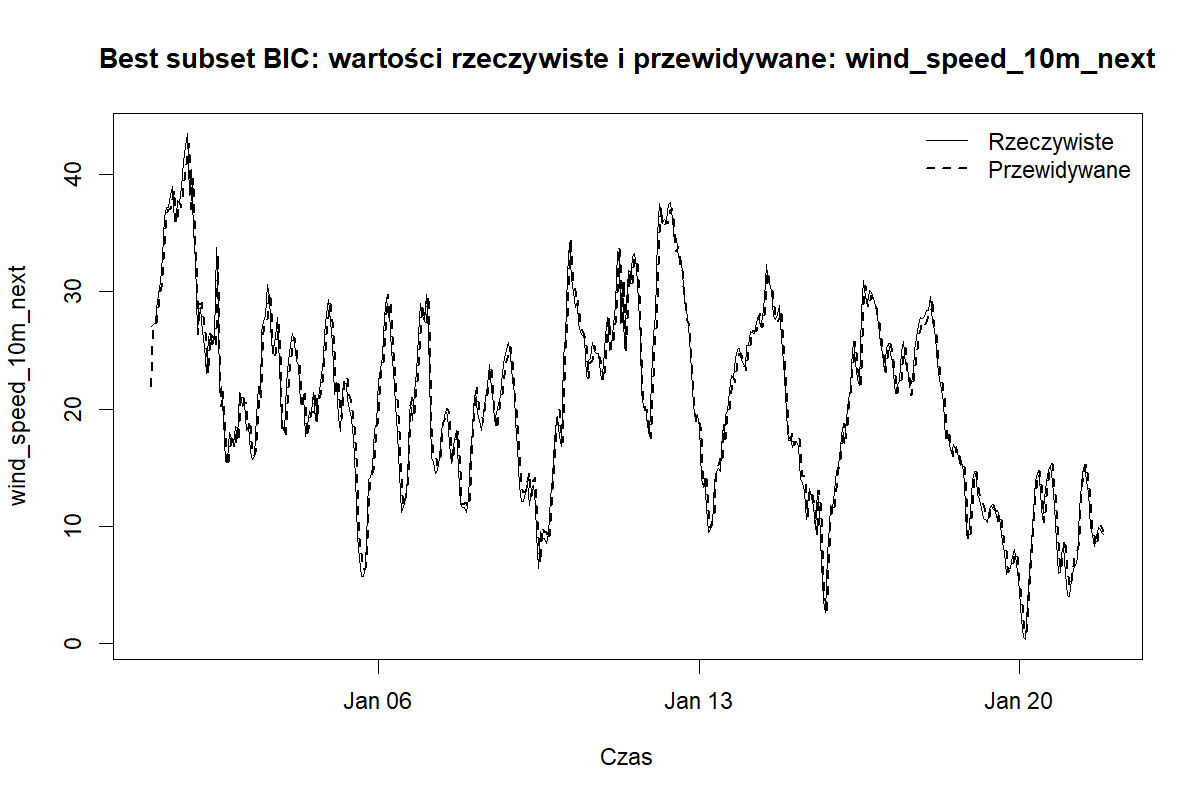 Best subset BIC: wartości rzeczywiste i przewidywane: wind_speed_10m_next
Rzeczywiste
Przewidywane
wind_speed_10m_next
40
30
20
10
0
Jan 06
Jan 13
Jan 20
Czas